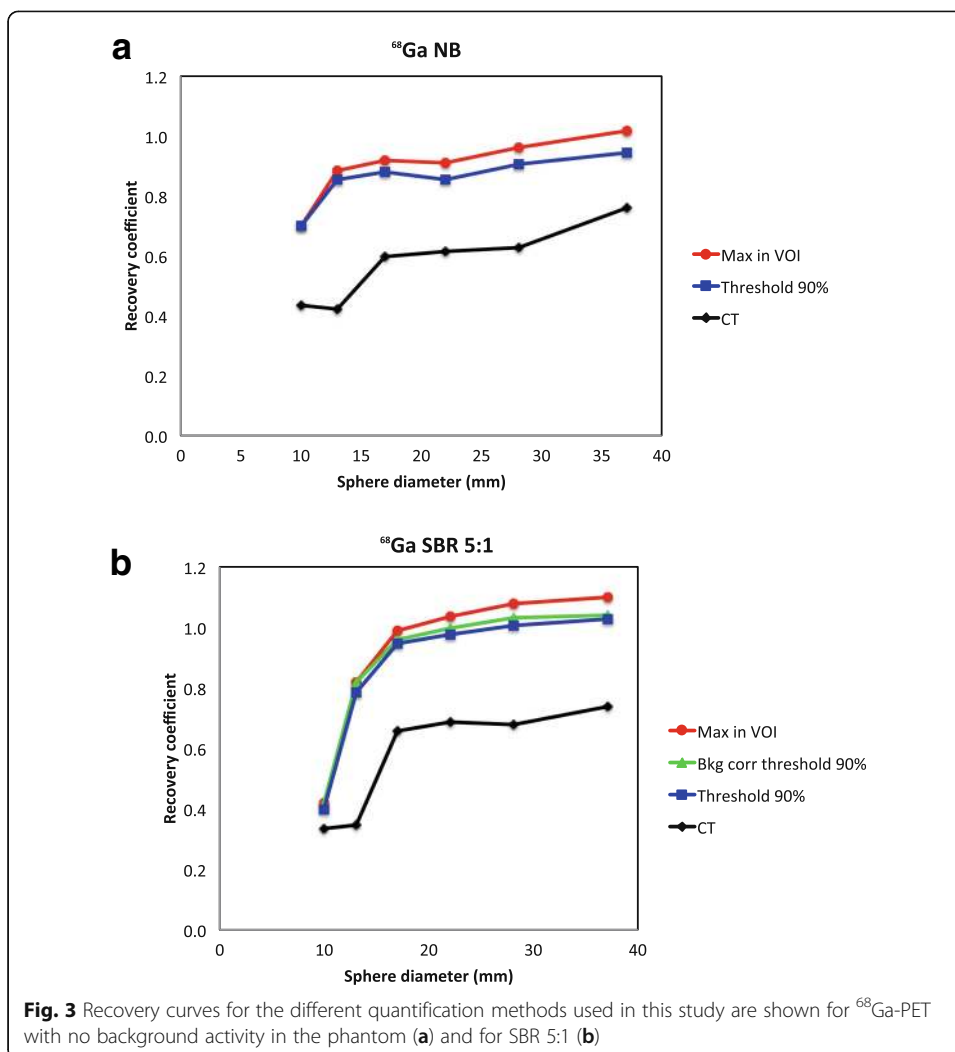 a
⁶⁸Ga NB
1.2
1.0
0.8
0.6
0.4
0.2
0.0
Recovery coefficient
0 5 10 15 20 25 30 35 40
Sphere diameter (mm)
Max in VOI
Threshold 90%
CT
b
⁶⁸Ga SBR 5:1
1.2
1.0
0.8
0.6
0.4
0.2
0.0
Recovery coefficient
0 10 20 30 40
Sphere diameter (mm)
Max in VOI
Bkg corr threshold 90%
Threshold 90%
CT
Fig. 3 Recovery curves for the different quantification methods used in this study are shown for ⁶⁸Ga-PET
with no background activity in the phantom (a) and for SBR 5:1 (b)